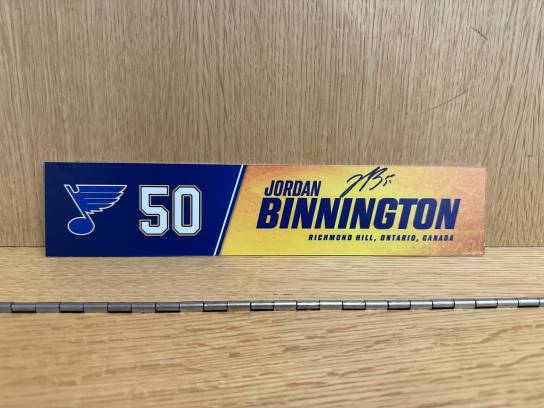 50
JORDAN
BINNINGTON
RICHMOND HILL, ONTARIO, CANADA